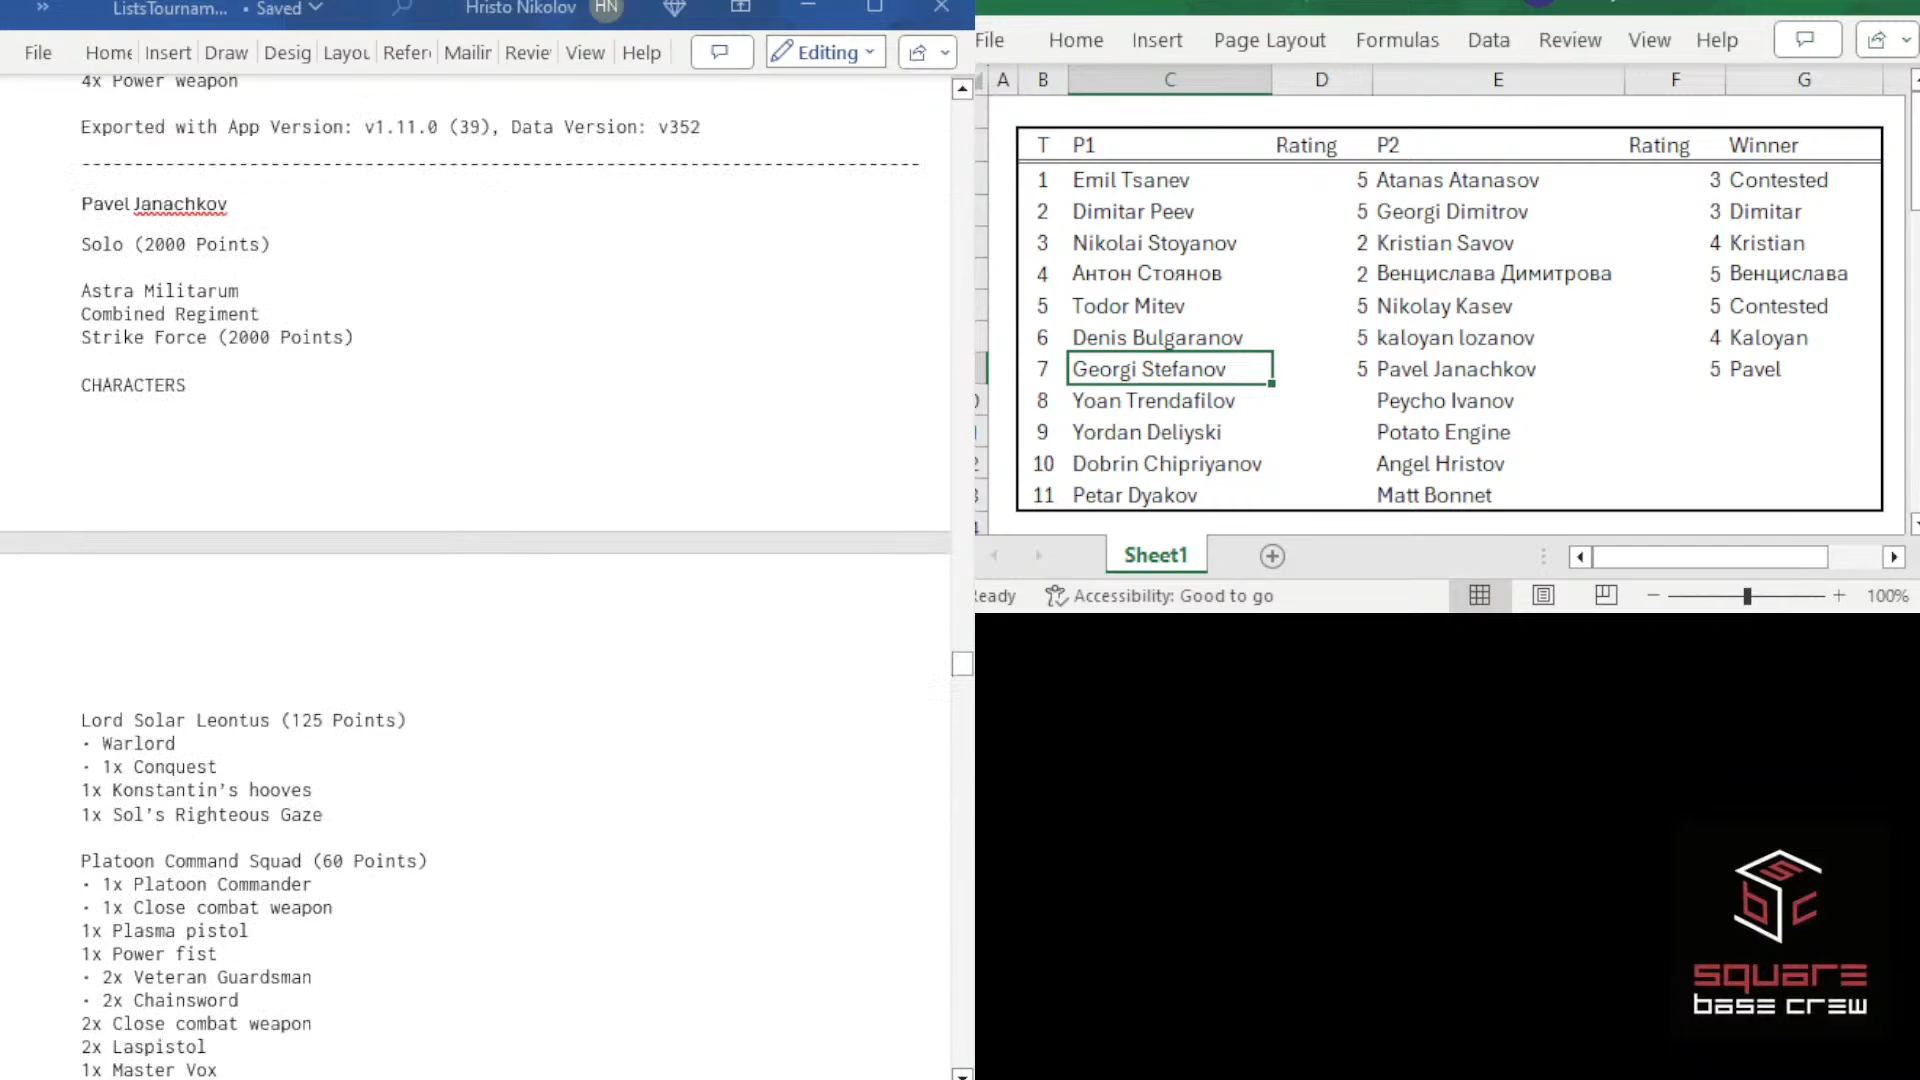 »
ListsTournam... • Saved
Hristo Nikolov HN
File Home Insert Draw Desig Layou Refer Mailir Revie View Help Editing
4x Power weapon
Exported with App Version: v1.11.0 (39), Data Version: v352
--------------------------------------------------------------------------------
Pavel Janachkov
Solo (2000 Points)
Astra Militarum
Combined Regiment
Strike Force (2000 Points)
CHARACTERS
Lord Solar Leontus (125 Points)
• Warlord
• 1x Conquest
1x Konstantin’s hooves
1x Sol’s Righteous Gaze
Platoon Command Squad (60 Points)
• 1x Platoon Commander
• 1x Close combat weapon
1x Plasma pistol
1x Power fist
• 2x Veteran Guardsman
• 2x Chainsword
2x Close combat weapon
2x Laspistol
1x Master Vox
File Home Insert Page Layout Formulas Data Review View Help
A B C D E F G
T P1 Rating P2 Rating Winner
1 Emil Tsanev 5 Atanas Atanasov 3 Contested
2 Dimitar Peev 5 Georgi Dimitrov 3 Dimitar
3 Nikolai Stoyanov 2 Kristian Savov 4 Kristian
4 Антон Стоянов 2 Венцислава Димитрова 5 Венцислава
5 Todor Mitev 5 Nikolay Kasev 5 Contested
6 Denis Bulgaranov 5 kaloyan lozanov 4 Kaloyan
7 Georgi Stefanov 5 Pavel Janachkov 5 Pavel
8 Yoan Trendafilov Peycho Ivanov
9 Yordan Deliyski Potato Engine
10 Dobrin Chipriyanov Angel Hristov
11 Petar Dyakov Matt Bonnet
Sheet1
eady Accessibility: Good to go 100%
sbc
square
base crew